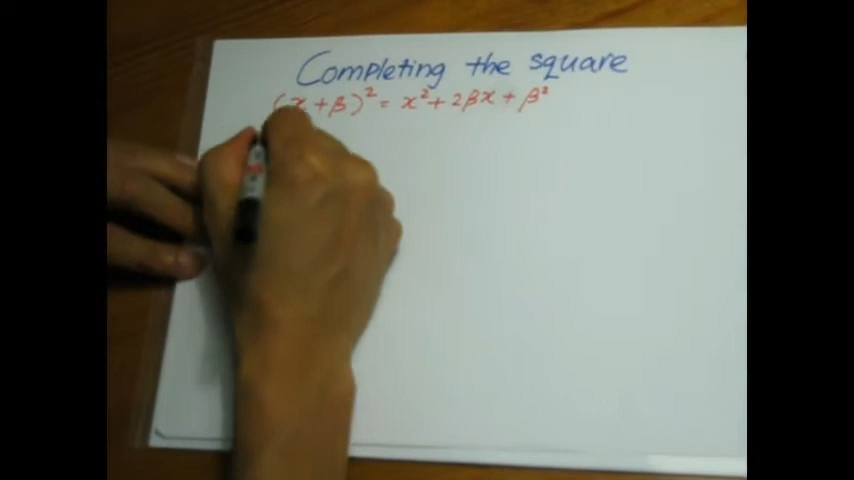 Completing the square
(x + β)² = x² + 2βx + β²